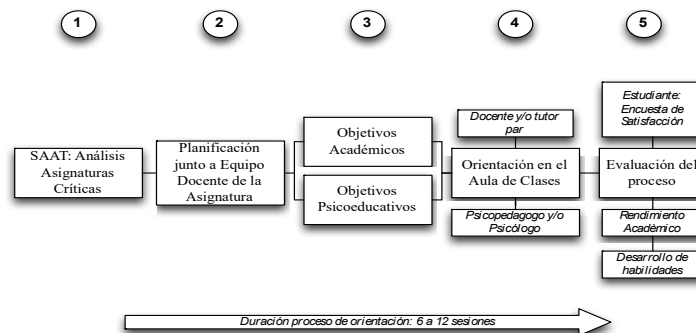 1
2
3
4
5
SAAT: Análisis
Asignaturas
Críticas
Planificación
junto a Equipo
Docente de la
Asignatura
Objetivos
Académicos
Objetivos
Psicoeducativos
Docente y/o tutor
par
Orientación en el
Aula de Clases
Psicopedagogo y/o
Psicólogo
Estudiante:
Encuesta de
Satisfacción
Evaluación del
proceso
Rendimiento
Académico
Desarrollo de
habilidades
Duración proceso de orientación: 6 a 12 sesiones